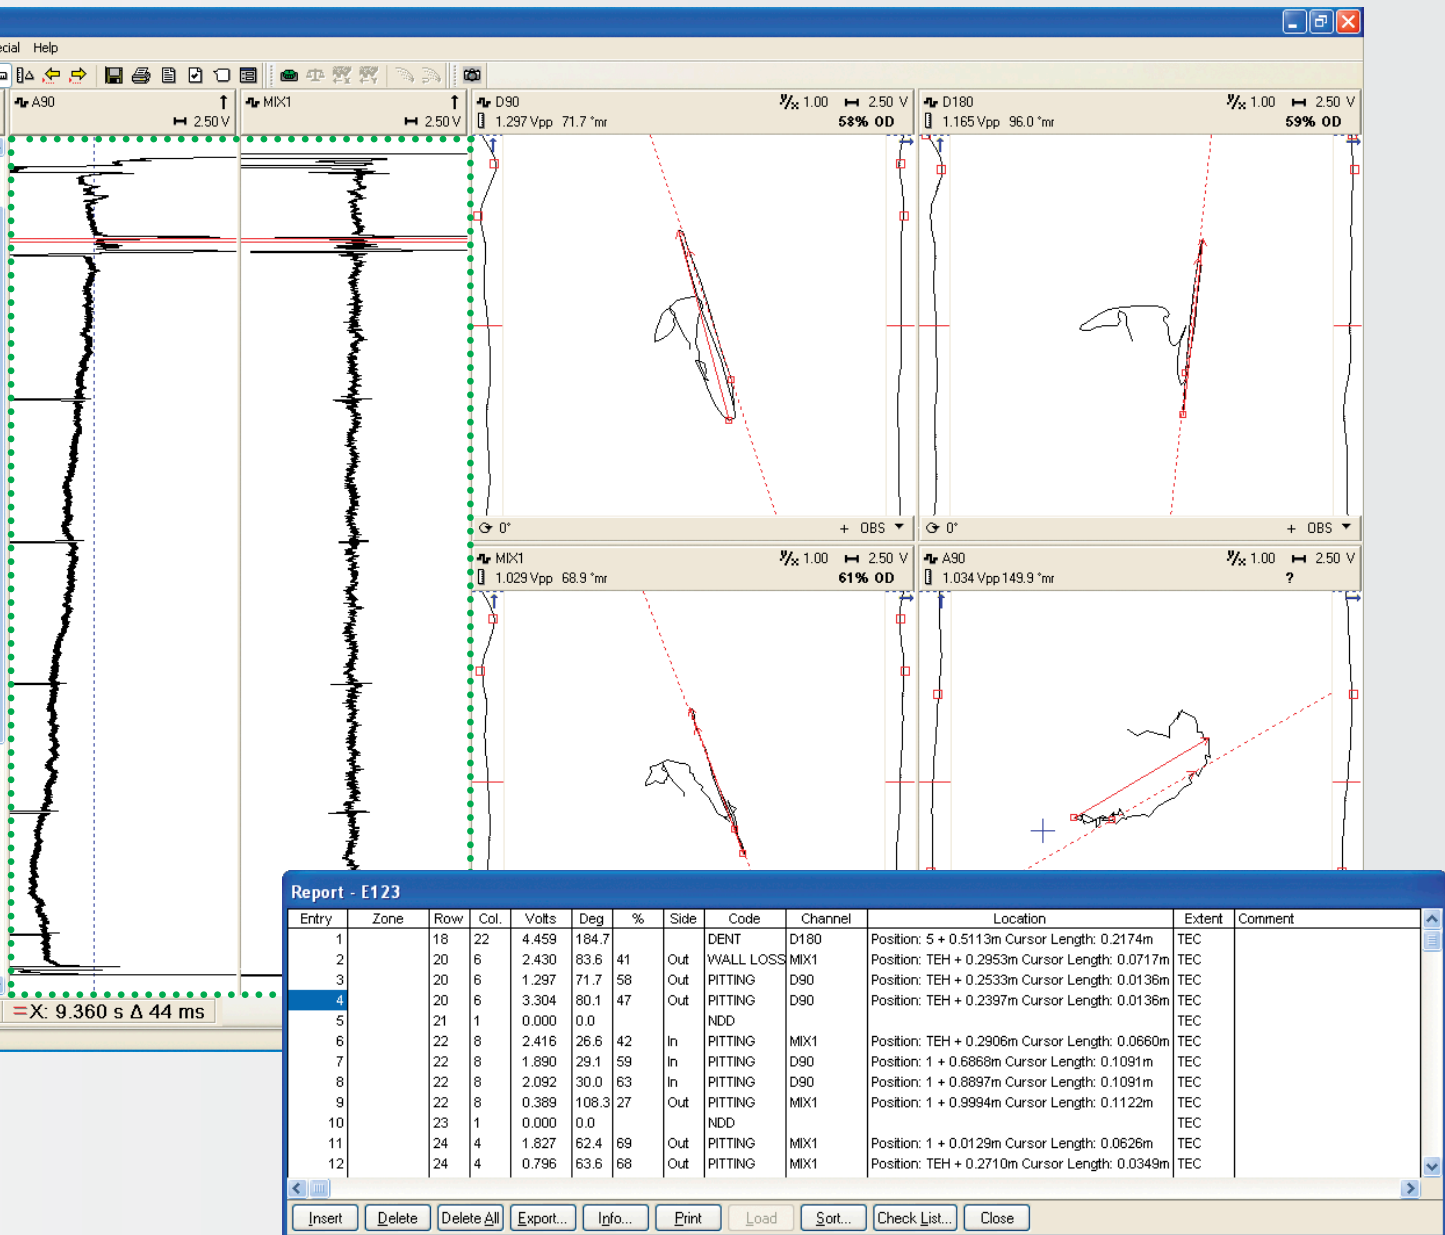 Help
A90
2.50 V
MIX1
2.50 V
D90
Y/x 1.00 2.50 V
1.297 Vpp 71.7 °mr
58% OD
D180
Y/x 1.00 2.50 V
1.165 Vpp 96.0 °mr
59% OD
0°
+ OBS
0°
+ OBS
MIX1
Y/x 1.00 2.50 V
1.029 Vpp 68.9 °mr
61% OD
A90
Y/x 1.00 2.50 V
1.034 Vpp 149.9 °mr
?
=X: 9.360 s Δ 44 ms
Report - E123
Entry Zone Row Col. Volts Deg % Side Code Channel Location Extent Comment
1 18 22 4.459 184.7 DENT D180 Position: 5 + 0.5113m Cursor Length: 0.2174m TEC
2 20 6 2.430 83.6 41 Out WALL LOSS MIX1 Position: TEH + 0.2953m Cursor Length: 0.0717m TEC
3 20 6 1.297 71.7 58 Out PITTING D90 Position: TEH + 0.2533m Cursor Length: 0.0136m TEC
4 20 6 3.304 80.1 47 Out PITTING D90 Position: TEH + 0.2397m Cursor Length: 0.0136m TEC
5 21 1 0.000 0.0 NDD TEC
6 22 8 2.416 26.6 42 In PITTING MIX1 Position: TEH + 0.2906m Cursor Length: 0.0660m TEC
7 22 8 1.890 29.1 59 In PITTING D90 Position: 1 + 0.6868m Cursor Length: 0.1091m TEC
8 22 8 2.092 30.0 63 In PITTING D90 Position: 1 + 0.8897m Cursor Length: 0.1091m TEC
9 22 8 0.389 108.3 27 Out PITTING MIX1 Position: 1 + 0.9994m Cursor Length: 0.1122m TEC
10 23 1 0.000 0.0 NDD TEC
11 24 4 1.827 62.4 69 Out PITTING MIX1 Position: 1 + 0.0129m Cursor Length: 0.0626m TEC
12 24 4 0.796 63.6 68 Out PITTING MIX1 Position: TEH + 0.2710m Cursor Length: 0.0349m TEC
Insert Delete Delete All Export... Info... Print Load Sort... Check List... Close